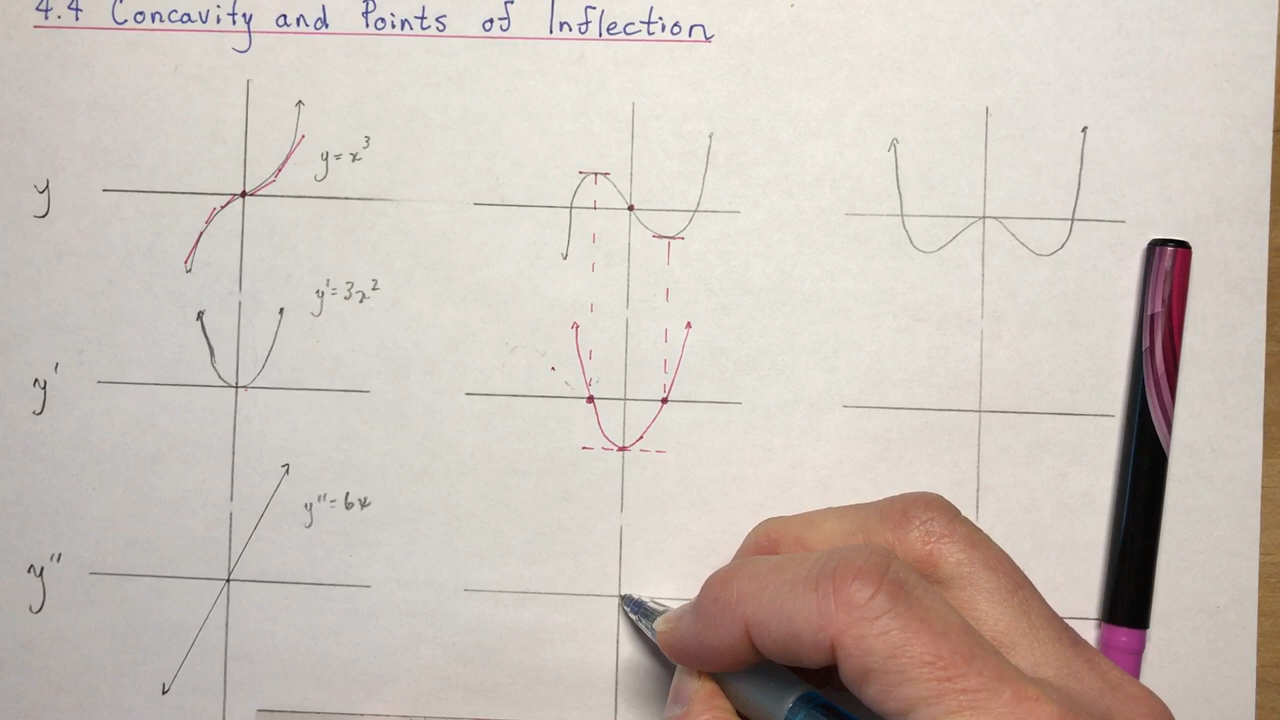 4.4 Concavity and Points of Inflection
y = x³
y
y' = 3x²
y'
y'' = 6x
y''